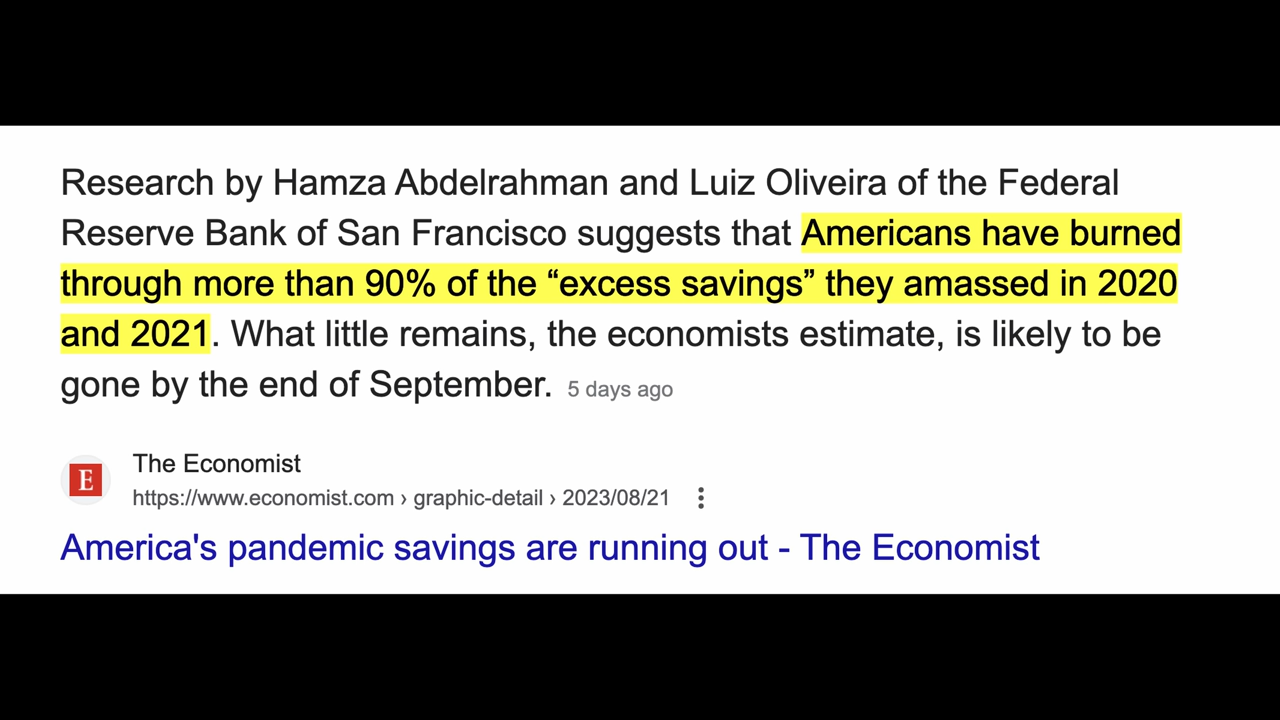 Research by Hamza Abdelrahman and Luiz Oliveira of the Federal
Reserve Bank of San Francisco suggests that Americans have burned
through more than 90% of the “excess savings” they amassed in 2020
and 2021. What little remains, the economists estimate, is likely to be
gone by the end of September. 5 days ago
E
The Economist
https://www.economist.com › graphic-detail › 2023/08/21
America's pandemic savings are running out - The Economist